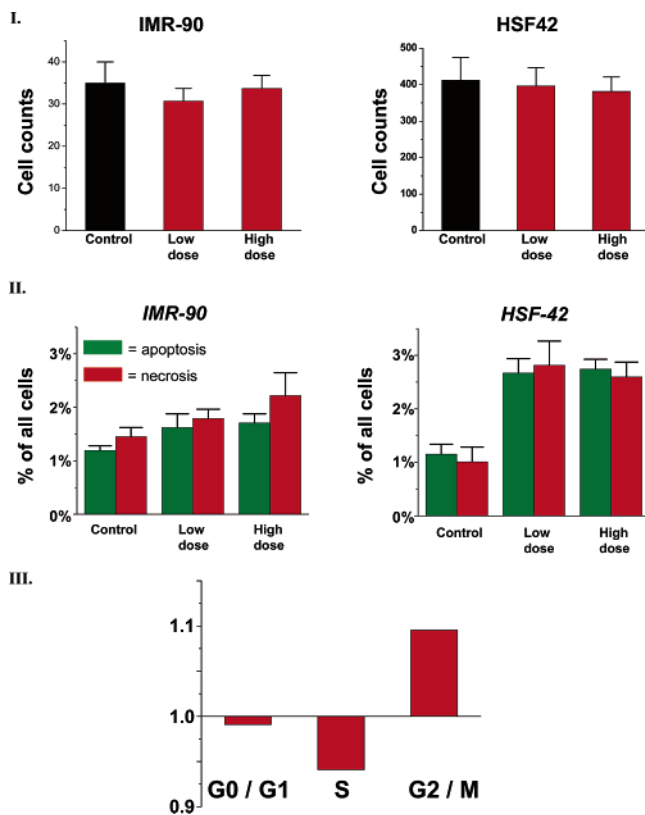 I.
IMR-90
HSF42
Cell counts
40
30
20
10
0
Control
Low dose
High dose
Cell counts
500
400
300
200
100
0
Control
Low dose
High dose
II.
IMR-90
HSF-42
= apoptosis
= necrosis
% of all cells
3%
2%
1%
0%
Control
Low dose
High dose
% of all cells
3%
2%
1%
0%
Control
Low dose
High dose
III.
1.1
1.0
0.9
G0 / G1
S
G2 / M